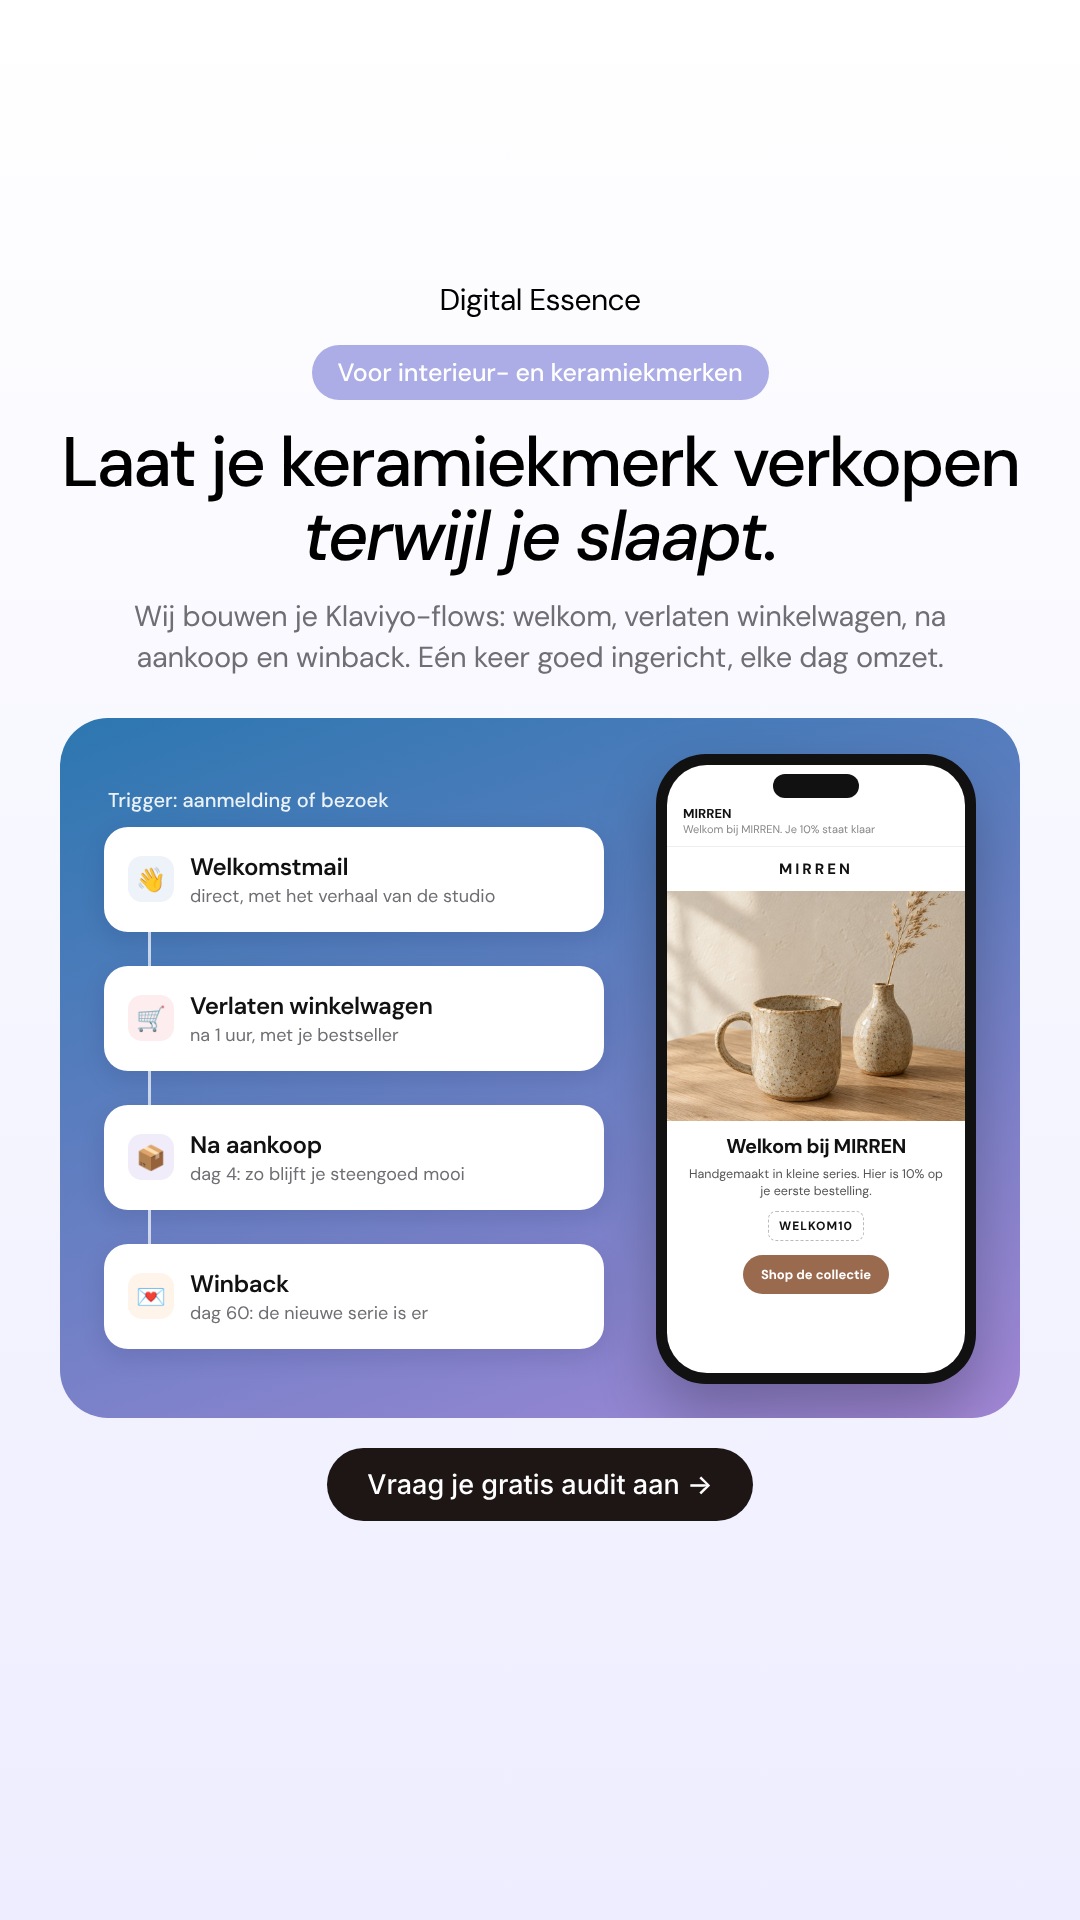 Digital Essence
Voor interieur- en keramiekmerken
Laat je keramiekmerk verkopen
terwijl je slaapt.
Wij bouwen je Klaviyo-flows: welkom, verlaten winkelwagen, na
aankoop en winback. Eén keer goed ingericht, elke dag omzet.
Trigger: aanmelding of bezoek
Welkomstmail
direct, met het verhaal van de studio
Verlaten winkelwagen
na 1 uur, met je bestseller
Na aankoop
dag 4: zo blijft je steengoed mooi
Winback
dag 60: de nieuwe serie is er
MIRREN
Welkom bij MIRREN. Je 10% staat klaar
MIRREN
Welkom bij MIRREN
Handgemaakt in kleine series. Hier is 10% op
je eerste bestelling.
WELKOM10
Shop de collectie
Vraag je gratis audit aan →